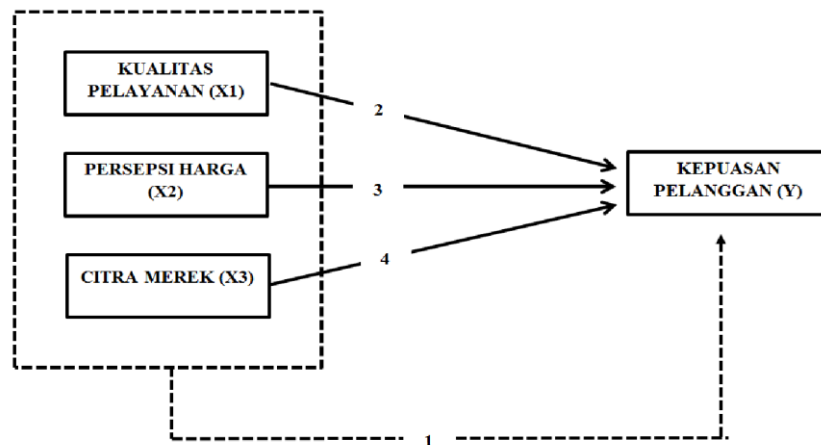 KUALITAS
PELAYANAN (X1)
2
PERSEPSI HARGA
(X2)
3
KEPUASAN
PELANGGAN (Y)
CITRA MEREK (X3)
4
1